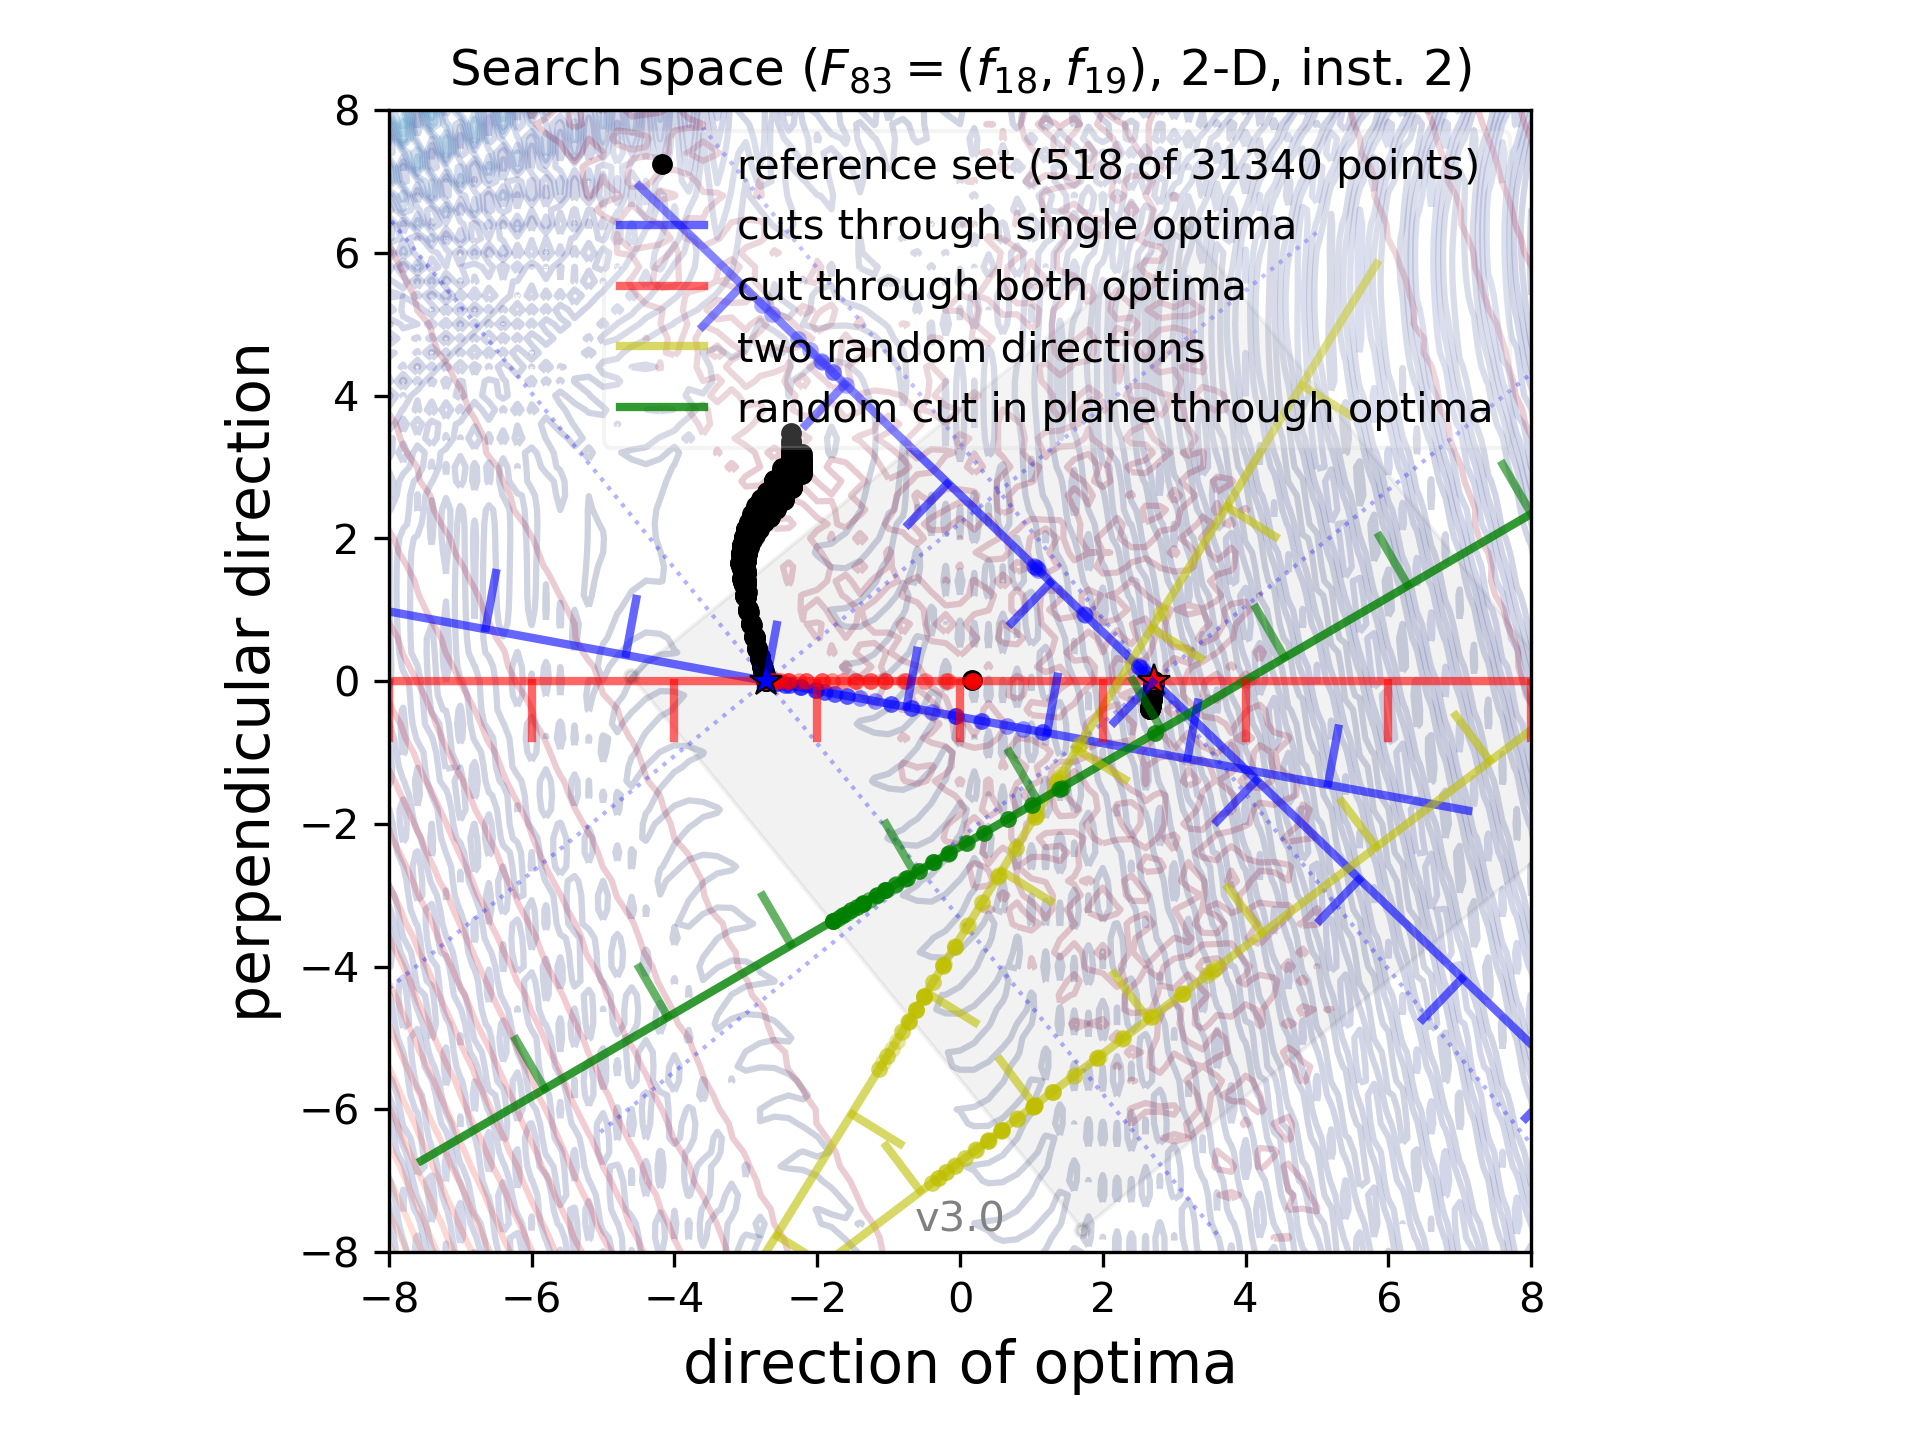 Search space (F83 = (f18, f19), 2-D, inst. 2)
8
6
4
2
0
−2
−4
−6
−8
perpendicular direction
reference set (518 of 31340 points)
cuts through single optima
cut through both optima
two random directions
random cut in plane through optima
v3.0
−8 −6 −4 −2 0 2 4 6 8
direction of optima